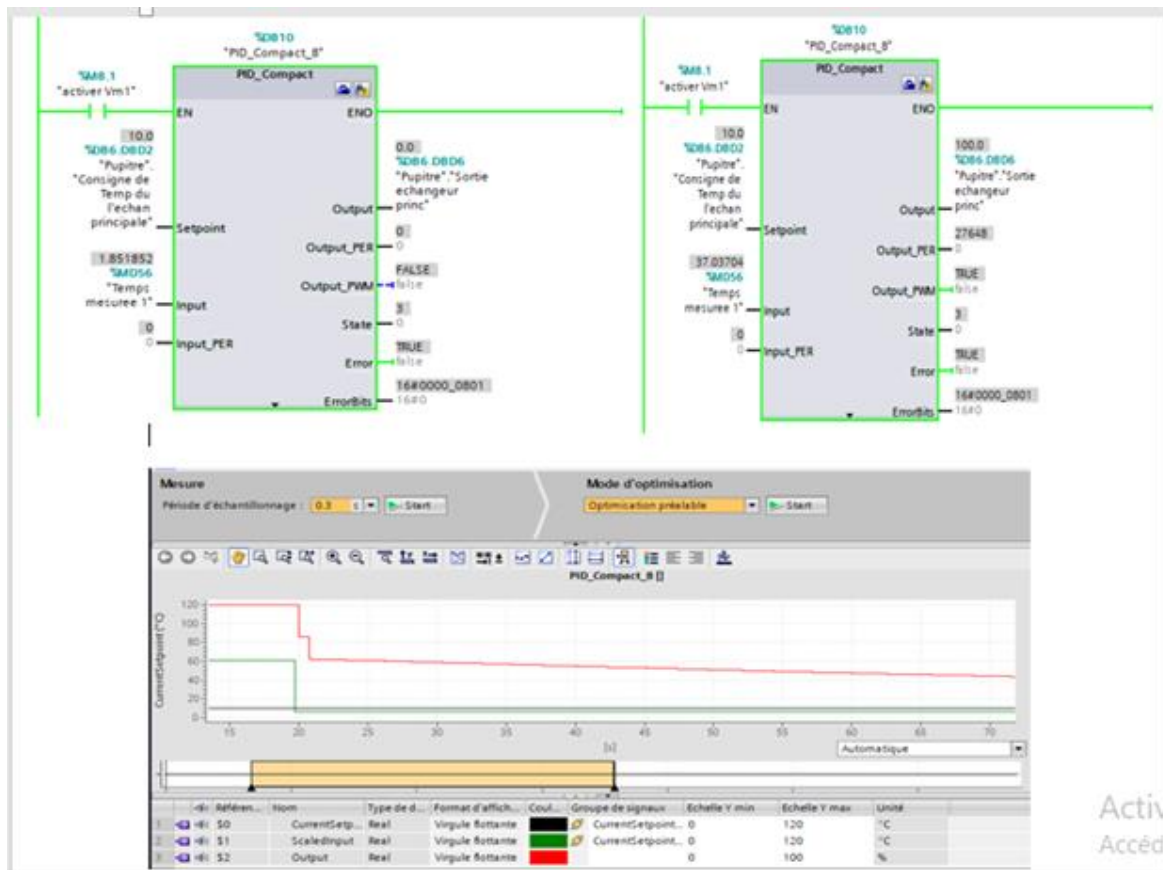 %DB10
"PID_Compact_8"
PID_Compact
%M8.1
"activer Vm1"
EN
ENO
10.0
%DB6.DBD2
"Pupitre".
"Consigne de
Temp du
l'echan
principale"
Setpoint
0.0
%DB6.DBD6
"Pupitre"."Sortie
echangeur
princ"
Output
0
Output_PER
0
FALSE
Output_PWM
false
1.851852
%MD56
"Temps
mesuree 1"
Input
3
State
0
0
0
Input_PER
TRUE
Error
false
16#0000_0801
ErrorBits
16#0
%DB10
"PID_Compact_8"
PID_Compact
%M8.1
"activer Vm1"
EN
ENO
10.0
%DB6.DBD2
"Pupitre".
"Consigne de
Temp du
l'echan
principale"
Setpoint
100.0
%DB6.DBD6
"Pupitre"."Sortie
echangeur
princ"
Output
27648
Output_PER
0
TRUE
Output_PWM
false
37.03704
%MD56
"Temps
mesuree 1"
Input
3
State
0
0
0
Input_PER
TRUE
Error
false
16#0000_0801
ErrorBits
16#0
Mesure
Période d'échantillonnage : 0.3 s Start
Mode d'optimisation
Optimisation préalable Start
PID_Compact_8 []
CurrentSetpoint (°C)
120
100
80
60
40
20
0
15 20 25 30 35 40 45 50 55 60 65 70
[s]
Automatique
Référen... Nom Type de d... Format d'affich... Coul... Groupe de signaux Echelle Y min Echelle Y max Unité
1 S0 CurrentSetp... Real Virgule flottante CurrentSetpoint... 0 120 °C
2 S1 ScaledInput Real Virgule flottante CurrentSetpoint... 0 120 °C
3 S2 Output Real Virgule flottante 0 100 %
Activ
Accéd